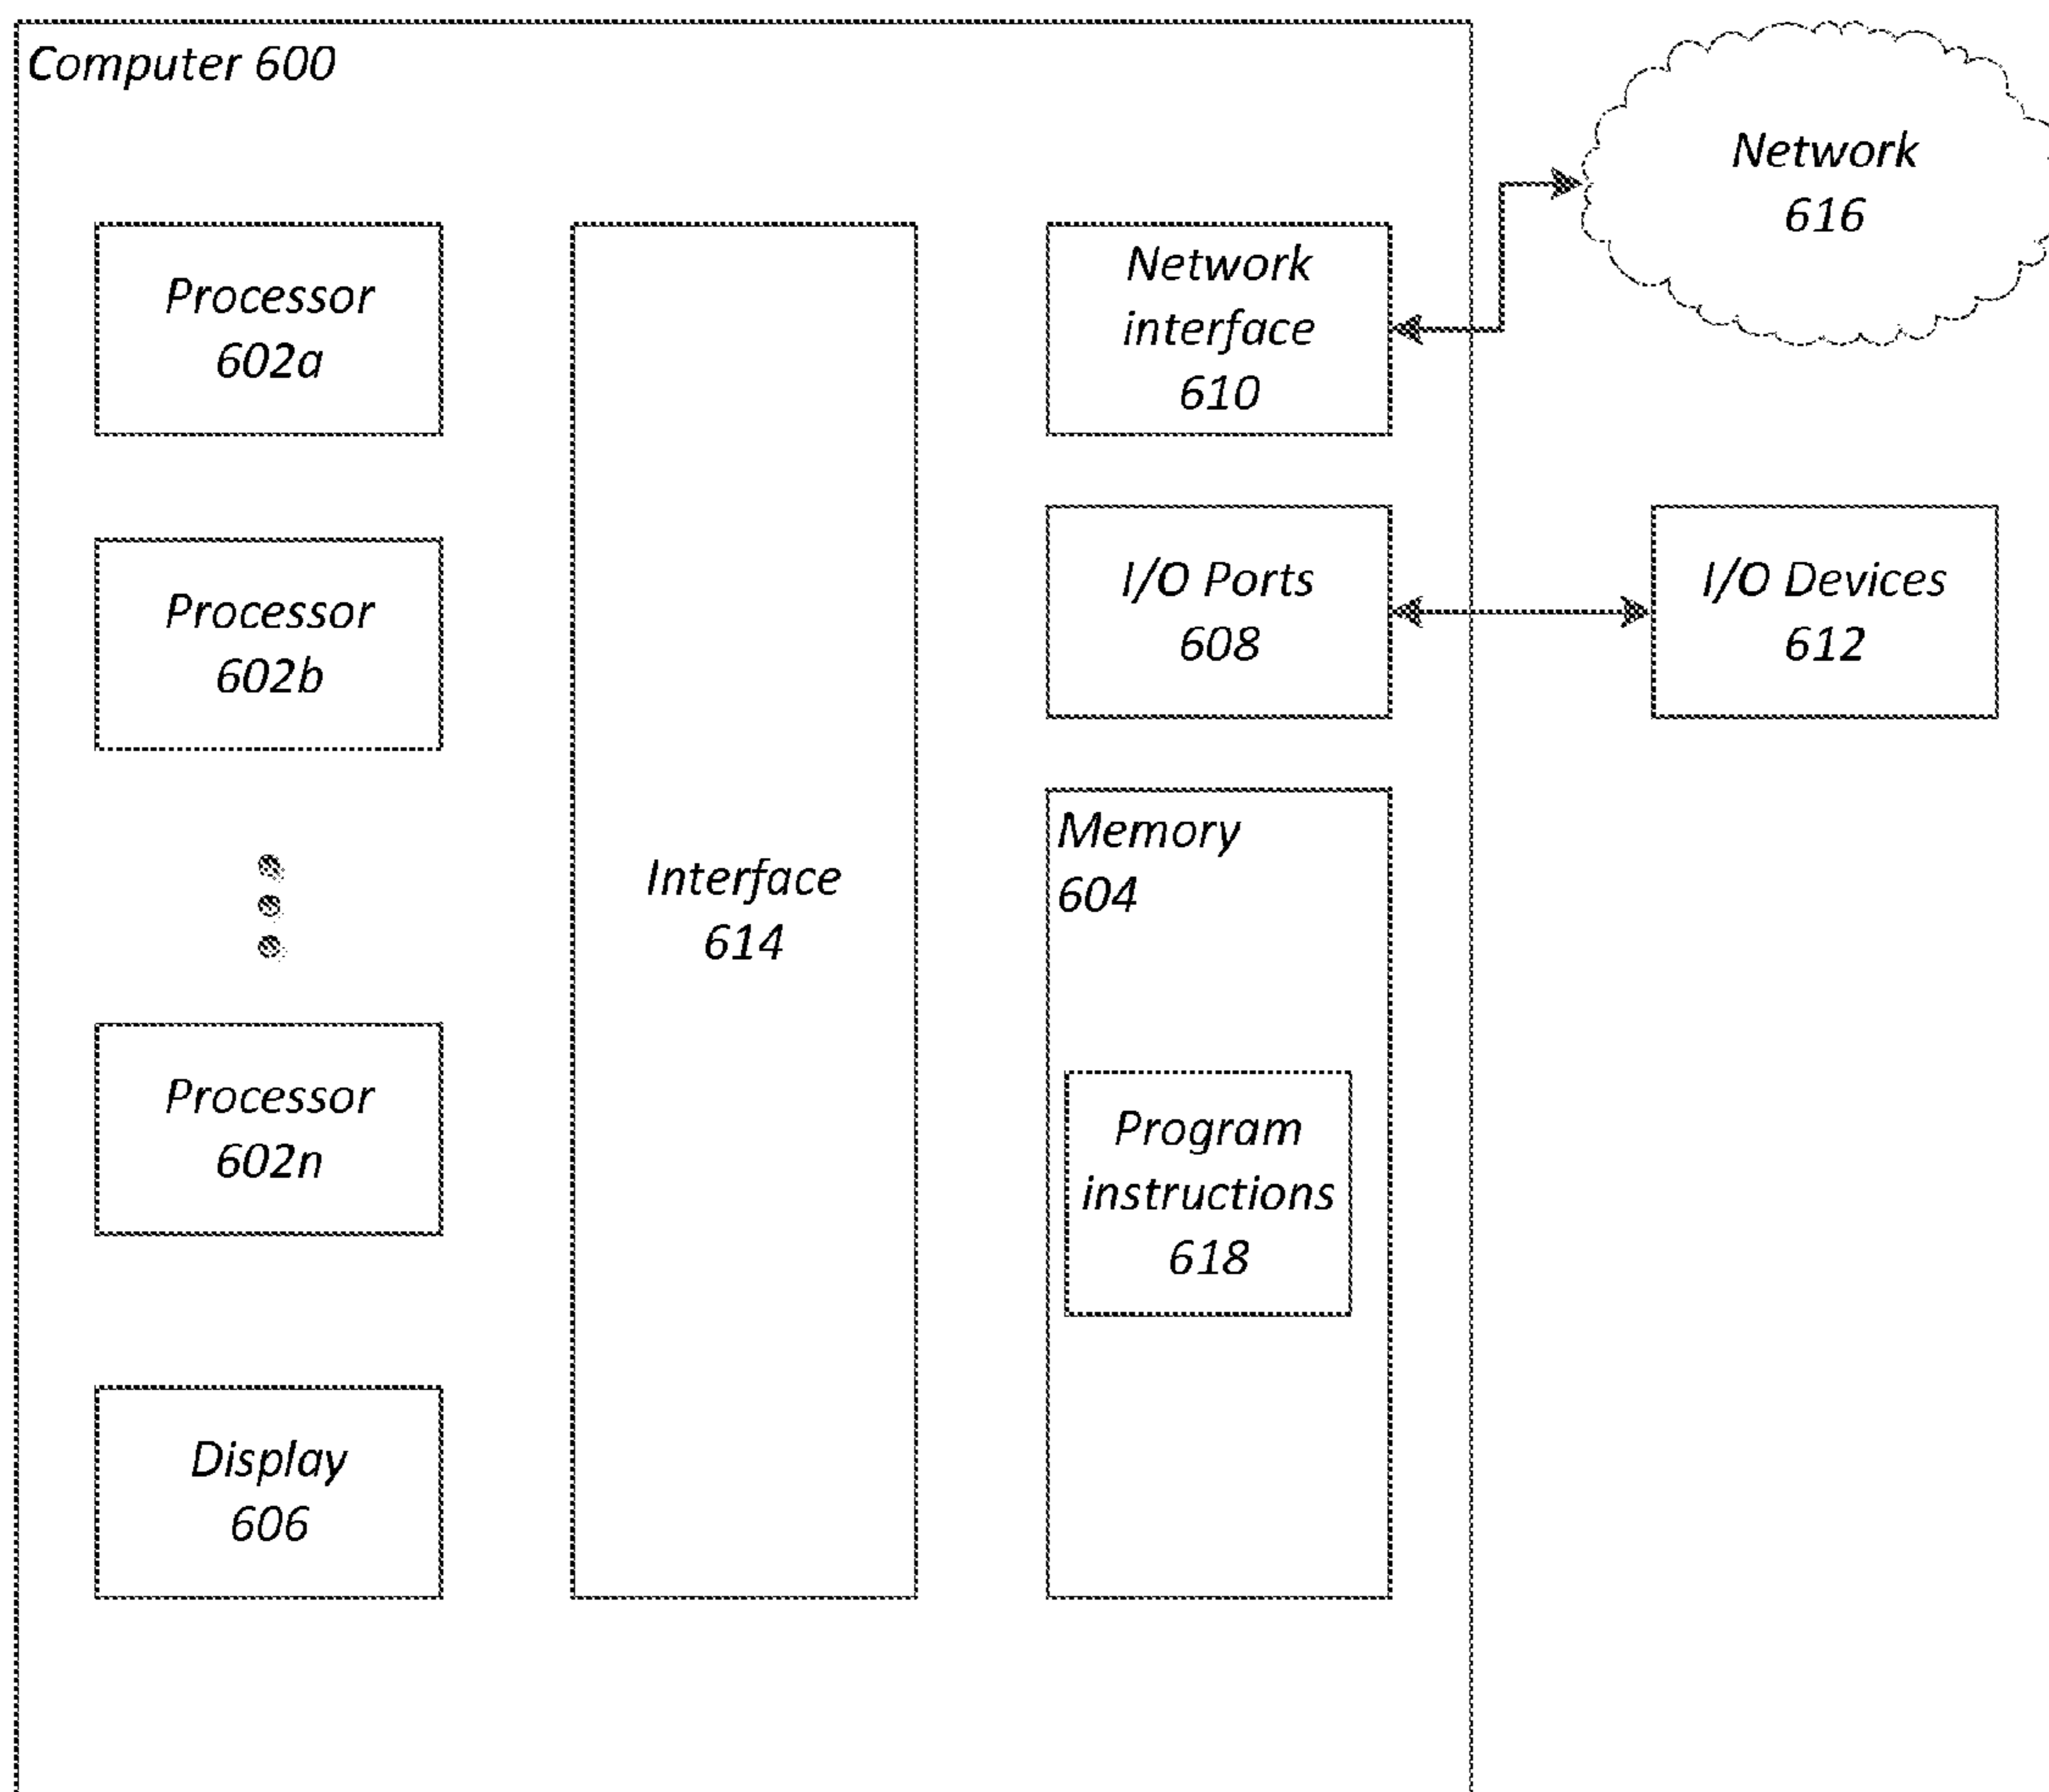 Computer 600
Processor
602a
Processor
602b
Processor
602n
Display
606
Interface
614
Network
interface
610
I/O Ports
608
Memory
604
Program
instructions
618
Network
616
I/O Devices
612